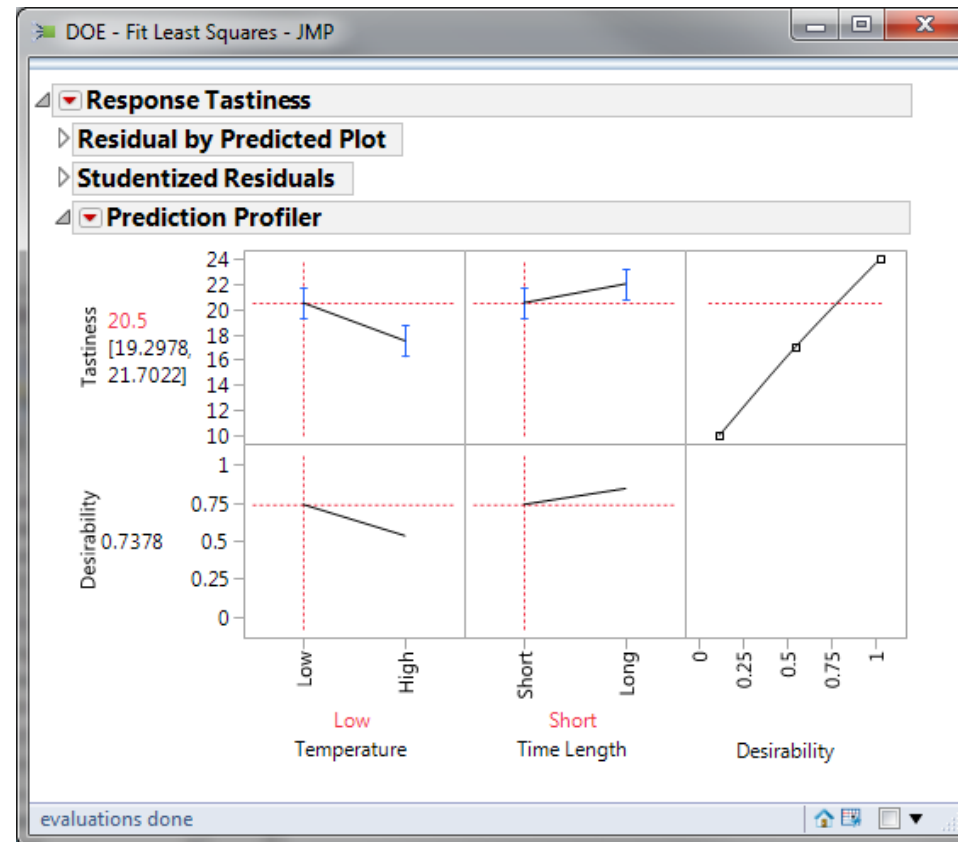 DOE - Fit Least Squares - JMP
Response Tastiness
Residual by Predicted Plot
Studentized Residuals
Prediction Profiler
Tastiness
20.5
[19.2978,
21.7022]
24
22
20
18
16
14
12
10
Desirability
0.7378
1
0.75
0.5
0.25
0
Low
High
Short
Long
0
0.25
0.5
0.75
1
Low
Short
Temperature
Time Length
Desirability
evaluations done